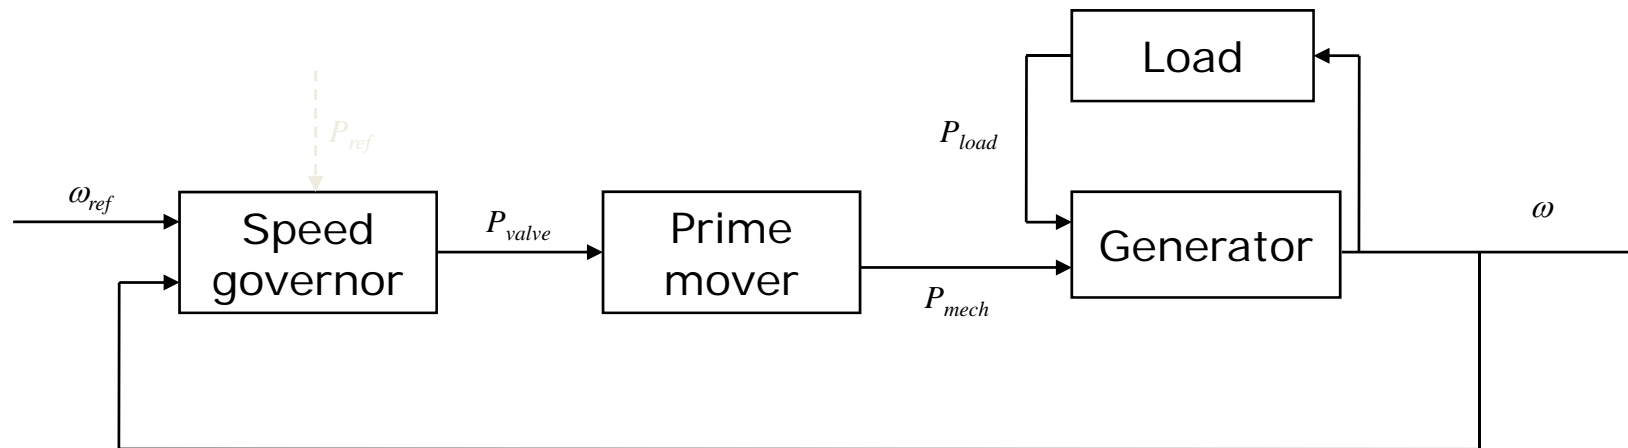 Load
P_load
P_ref
ω_ref
Speed
governor
P_valve
Prime
mover
P_mech
Generator
ω